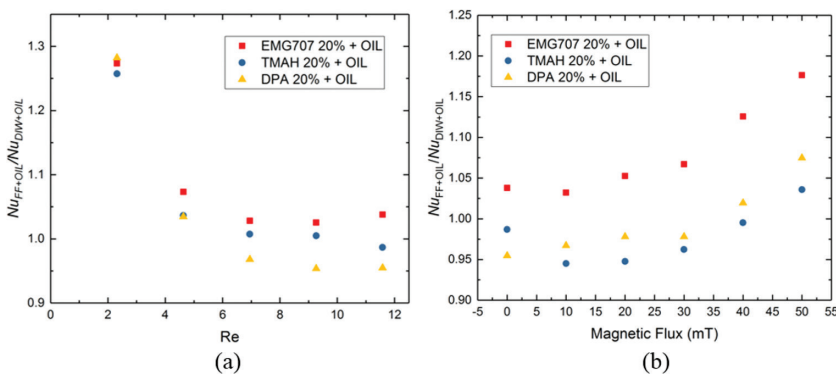 1.3
1.2
1.1
1.0
0.9
0
2
4
6
8
10
12
Re
Nu_FF+OIL/Nu_DIW+OIL
EMG707 20% + OIL
TMAH 20% + OIL
DPA 20% + OIL
(a)
1.25
1.20
1.15
1.10
1.05
1.00
0.95
0.90
-5
0
5
10
15
20
25
30
35
40
45
50
55
Magnetic Flux (mT)
Nu_FF+OIL/Nu_DIW+OIL
EMG707 20% + OIL
TMAH 20% + OIL
DPA 20% + OIL
(b)